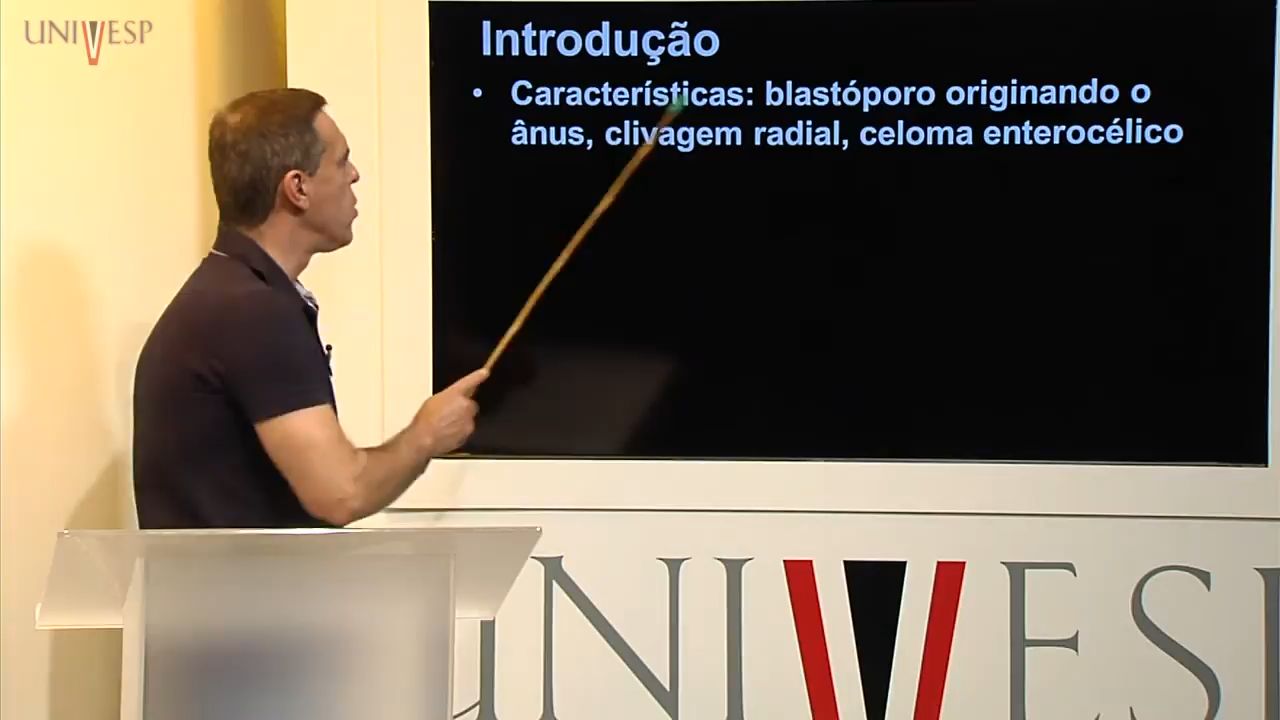 UNIVESP
Introdução
• Características: blastóporo originando o
ânus, clivagem radial, celoma enterocélico
UNIVESP